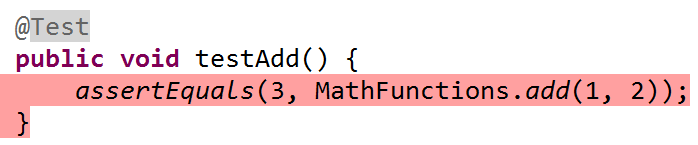 @Test
public void testAdd() {
    assertEquals(3, MathFunctions.add(1, 2));
}